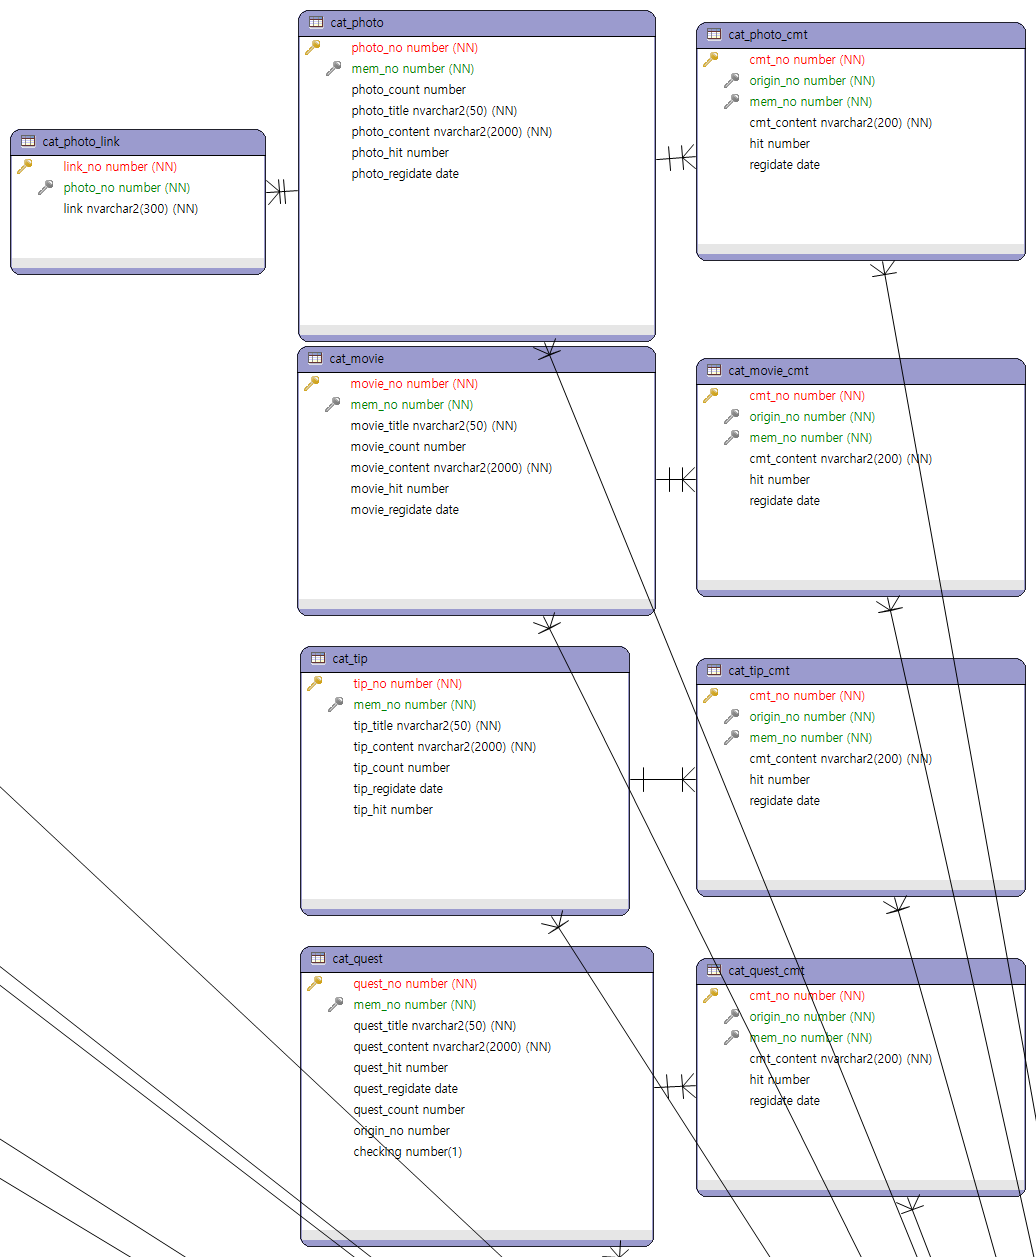 cat_photo
photo_no number (NN)
mem_no number (NN)
photo_count number
photo_title nvarchar2(50) (NN)
photo_content nvarchar2(2000) (NN)
photo_hit number
photo_regidate date
cat_photo_cmt
cmt_no number (NN)
origin_no number (NN)
mem_no number (NN)
cmt_content nvarchar2(200) (NN)
hit number
regidate date
cat_photo_link
link_no number (NN)
photo_no number (NN)
link nvarchar2(300) (NN)
cat_movie
movie_no number (NN)
mem_no number (NN)
movie_title nvarchar2(50) (NN)
movie_count number
movie_content nvarchar2(2000) (NN)
movie_hit number
movie_regidate date
cat_movie_cmt
cmt_no number (NN)
origin_no number (NN)
mem_no number (NN)
cmt_content nvarchar2(200) (NN)
hit number
regidate date
cat_tip
tip_no number (NN)
mem_no number (NN)
tip_title nvarchar2(50) (NN)
tip_content nvarchar2(2000) (NN)
tip_count number
tip_regidate date
tip_hit number
cat_tip_cmt
cmt_no number (NN)
origin_no number (NN)
mem_no number (NN)
cmt_content nvarchar2(200) (NN)
hit number
regidate date
cat_quest
quest_no number (NN)
mem_no number (NN)
quest_title nvarchar2(50) (NN)
quest_content nvarchar2(2000) (NN)
quest_hit number
quest_regidate date
quest_count number
origin_no number
checking number(1)
cat_quest_cmt
cmt_no number (NN)
origin_no number (NN)
mem_no number (NN)
cmt_content nvarchar2(200) (NN)
hit number
regidate date